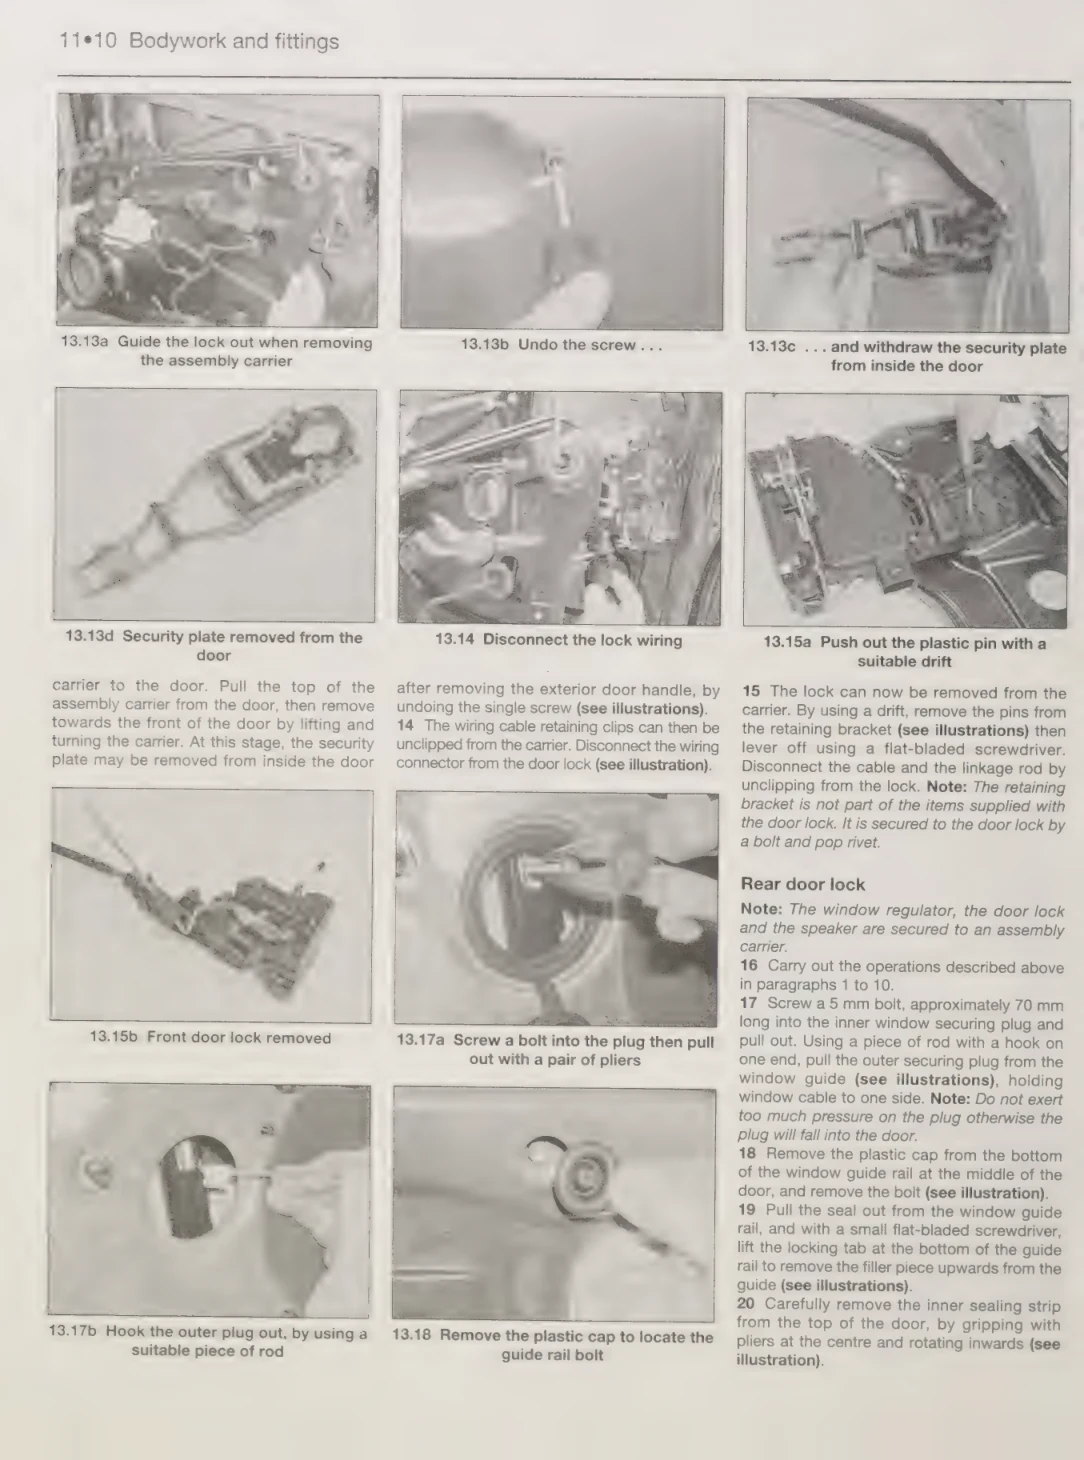 11•10 Bodywork and fittings
13.13a Guide the lock out when removing
the assembly carrier
13.13b Undo the screw . . .
13.13c . . . and withdraw the security plate
from inside the door
13.13d Security plate removed from the
door
13.14 Disconnect the lock wiring
13.15a Push out the plastic pin with a
suitable drift
carrier to the door. Pull the top of the
assembly carrier from the door, then remove
towards the front of the door by lifting and
turning the carrier. At this stage, the security
plate may be removed from inside the door
after removing the exterior door handle, by
undoing the single screw (see illustrations).
14 The wiring cable retaining clips can then be
unclipped from the carrier. Disconnect the wiring
connector from the door lock (see illustration).
13.15b Front door lock removed
13.17a Screw a bolt into the plug then pull
out with a pair of pliers
13.17b Hook the outer plug out, by using a
suitable piece of rod
13.18 Remove the plastic cap to locate the
guide rail bolt
15 The lock can now be removed from the
carrier. By using a drift, remove the pins from
the retaining bracket (see illustrations) then
lever off using a flat-bladed screwdriver.
Disconnect the cable and the linkage rod by
unclipping from the lock. Note: The retaining
bracket is not part of the items supplied with
the door lock. It is secured to the door lock by
a bolt and pop rivet.
Rear door lock
Note: The window regulator, the door lock
and the speaker are secured to an assembly
carrier.
16 Carry out the operations described above
in paragraphs 1 to 10.
17 Screw a 5 mm bolt, approximately 70 mm
long into the inner window securing plug and
pull out. Using a piece of rod with a hook on
one end, pull the outer securing plug from the
window guide (see illustrations), holding
window cable to one side. Note: Do not exert
too much pressure on the plug otherwise the
plug will fall into the door.
18 Remove the plastic cap from the bottom
of the window guide rail at the middle of the
door, and remove the bolt (see illustration).
19 Pull the seal out from the window guide
rail, and with a small flat-bladed screwdriver,
lift the locking tab at the bottom of the guide
rail to remove the filler piece upwards from the
guide (see illustrations).
20 Carefully remove the inner sealing strip
from the top of the door, by gripping with
pliers at the centre and rotating inwards (see
illustration).